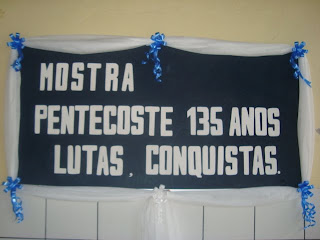 MOSTRA
PENTECOSTE 135 ANOS
LUTAS, CONQUISTAS.